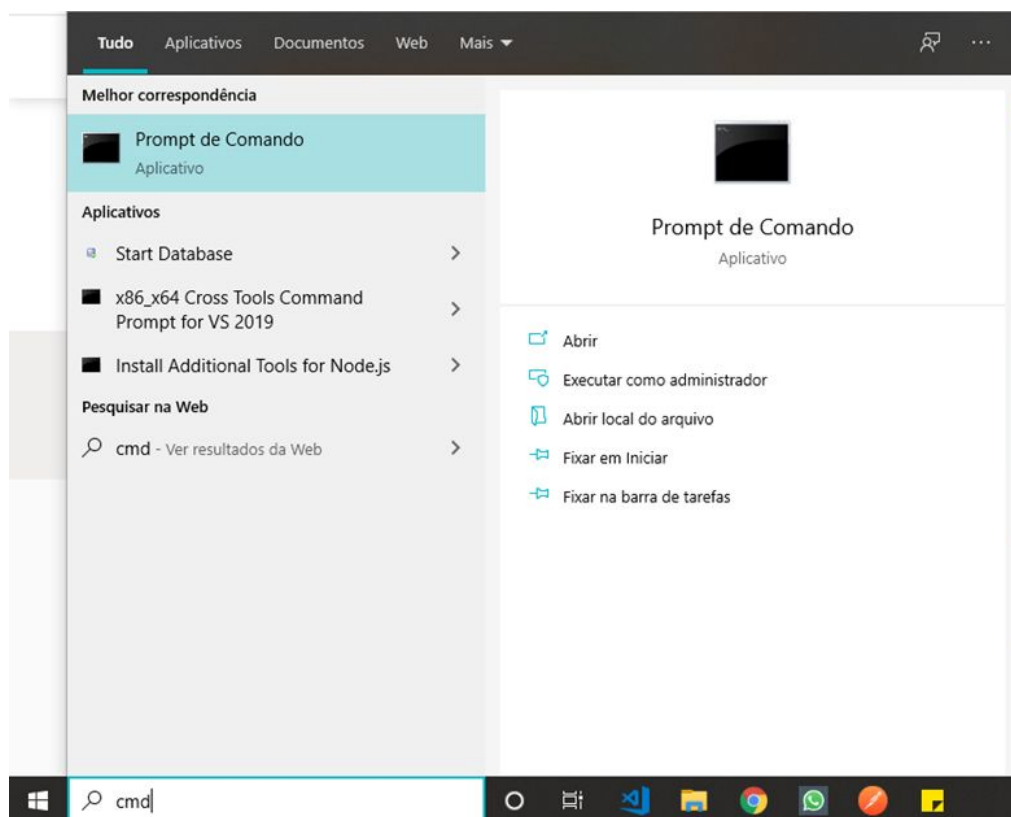 Tudo Aplicativos Documentos Web Mais
Melhor correspondência
Prompt de Comando
Aplicativo
Aplicativos
Start Database
x86_x64 Cross Tools Command
Prompt for VS 2019
Install Additional Tools for Node.js
Pesquisar na Web
cmd - Ver resultados da Web
Prompt de Comando
Aplicativo
Abrir
Executar como administrador
Abrir local do arquivo
Fixar em Iniciar
Fixar na barra de tarefas
cmd